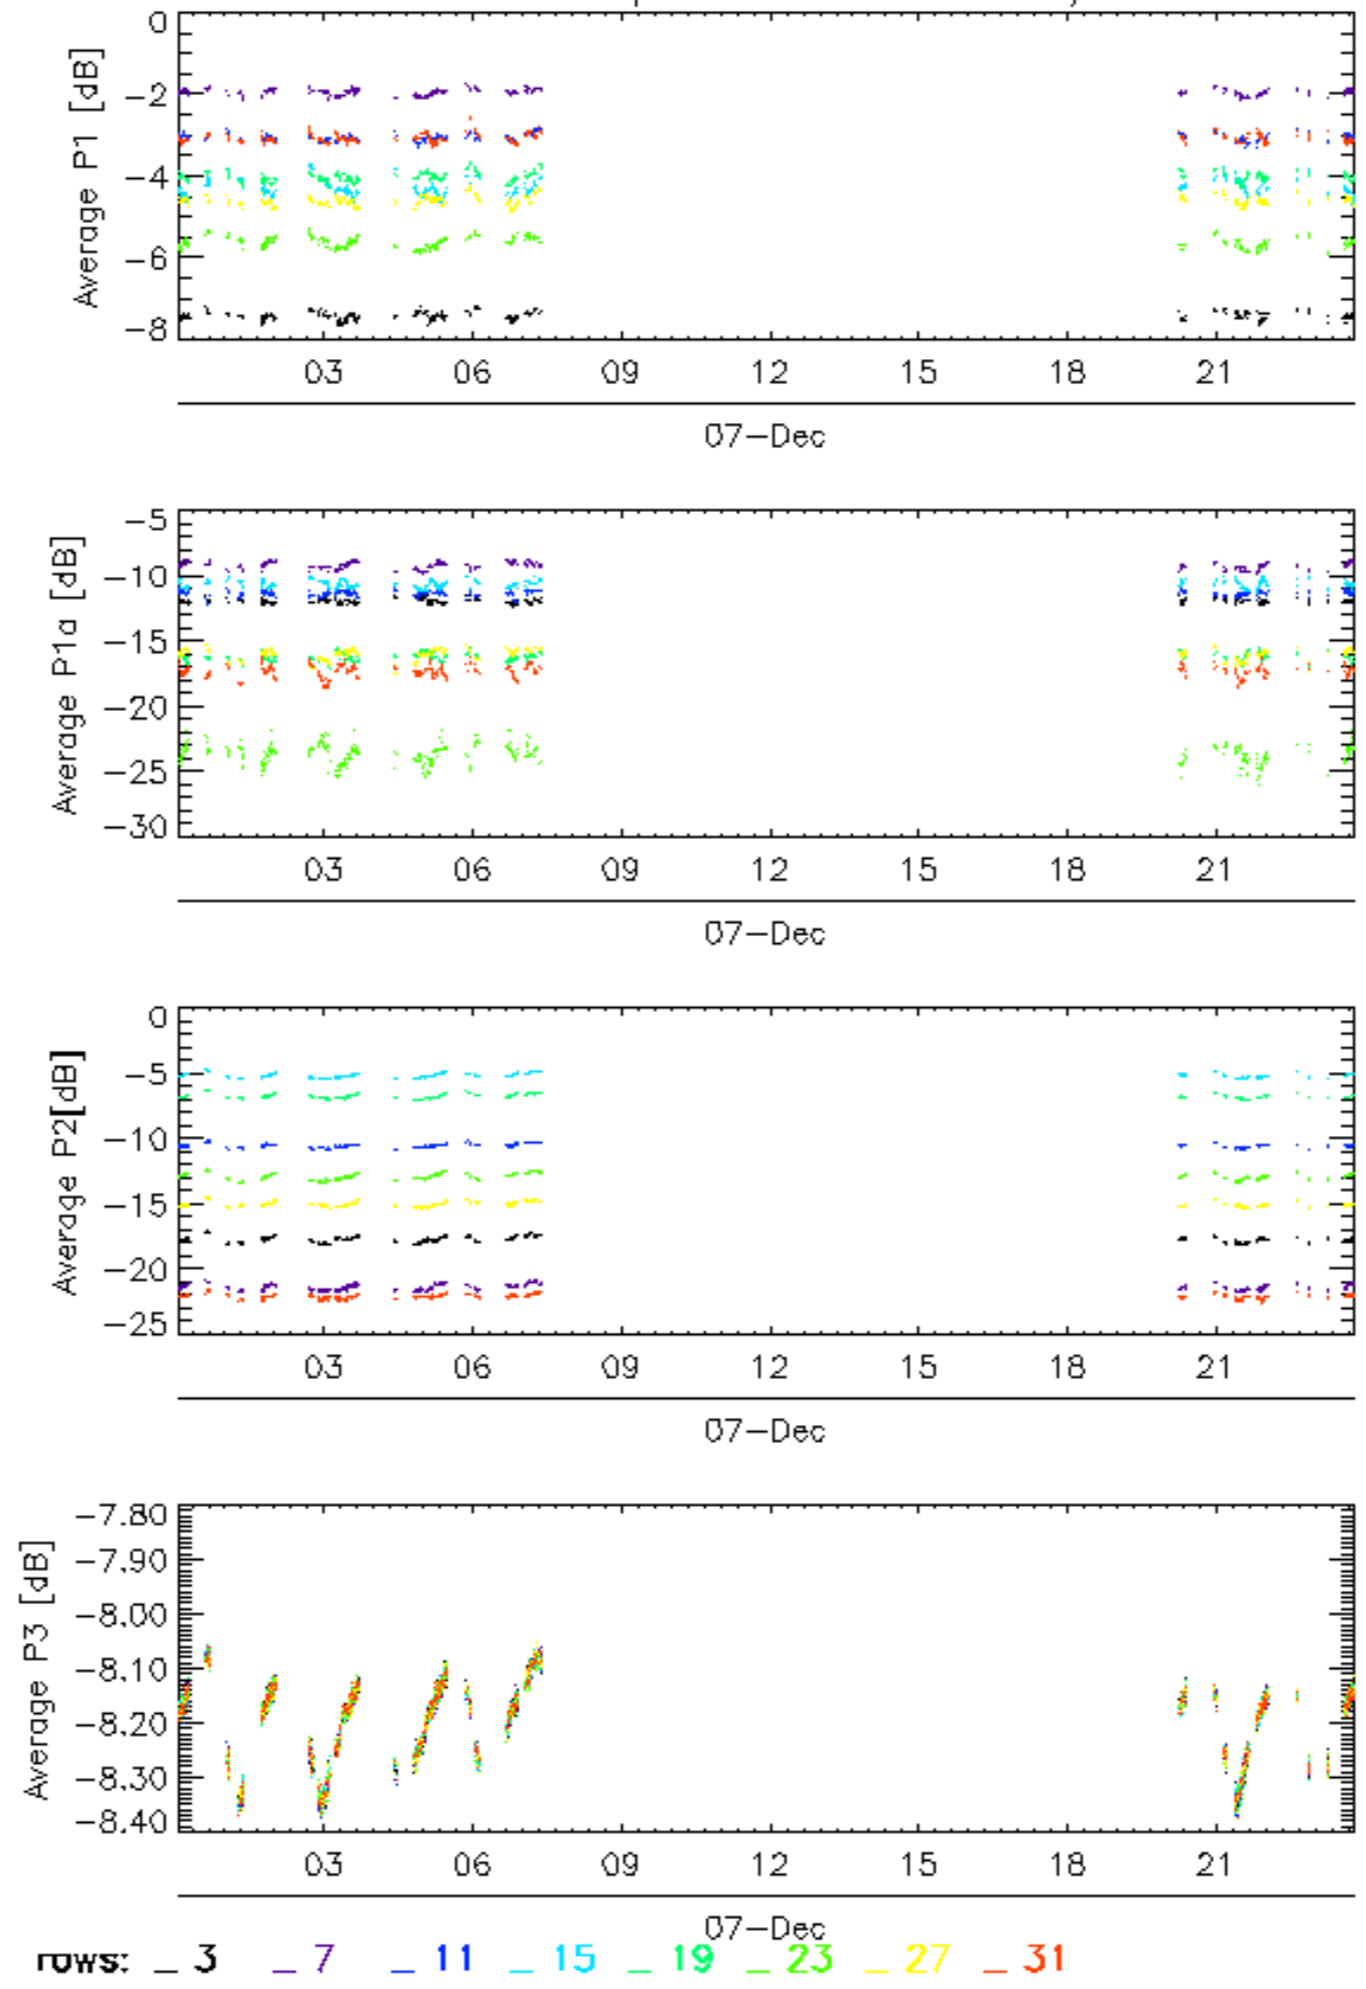 0
−2
−4
−6
−8
Average P1 [dB]
03 06 09 12 15 18 21
07−Dec
−5
−10
−15
−20
−25
−30
Average P1a [dB]
03 06 09 12 15 18 21
07−Dec
0
−5
−10
−15
−20
−25
Average P2[dB]
03 06 09 12 15 18 21
07−Dec
−7.80
−7.90
−8.00
−8.10
−8.20
−8.30
−8.40
Average P3 [dB]
03 06 09 12 15 18 21
07−Dec
rows: _ 3 _ 7 _ 11 _ 15 _ 19 _ 23 _ 27 _ 31